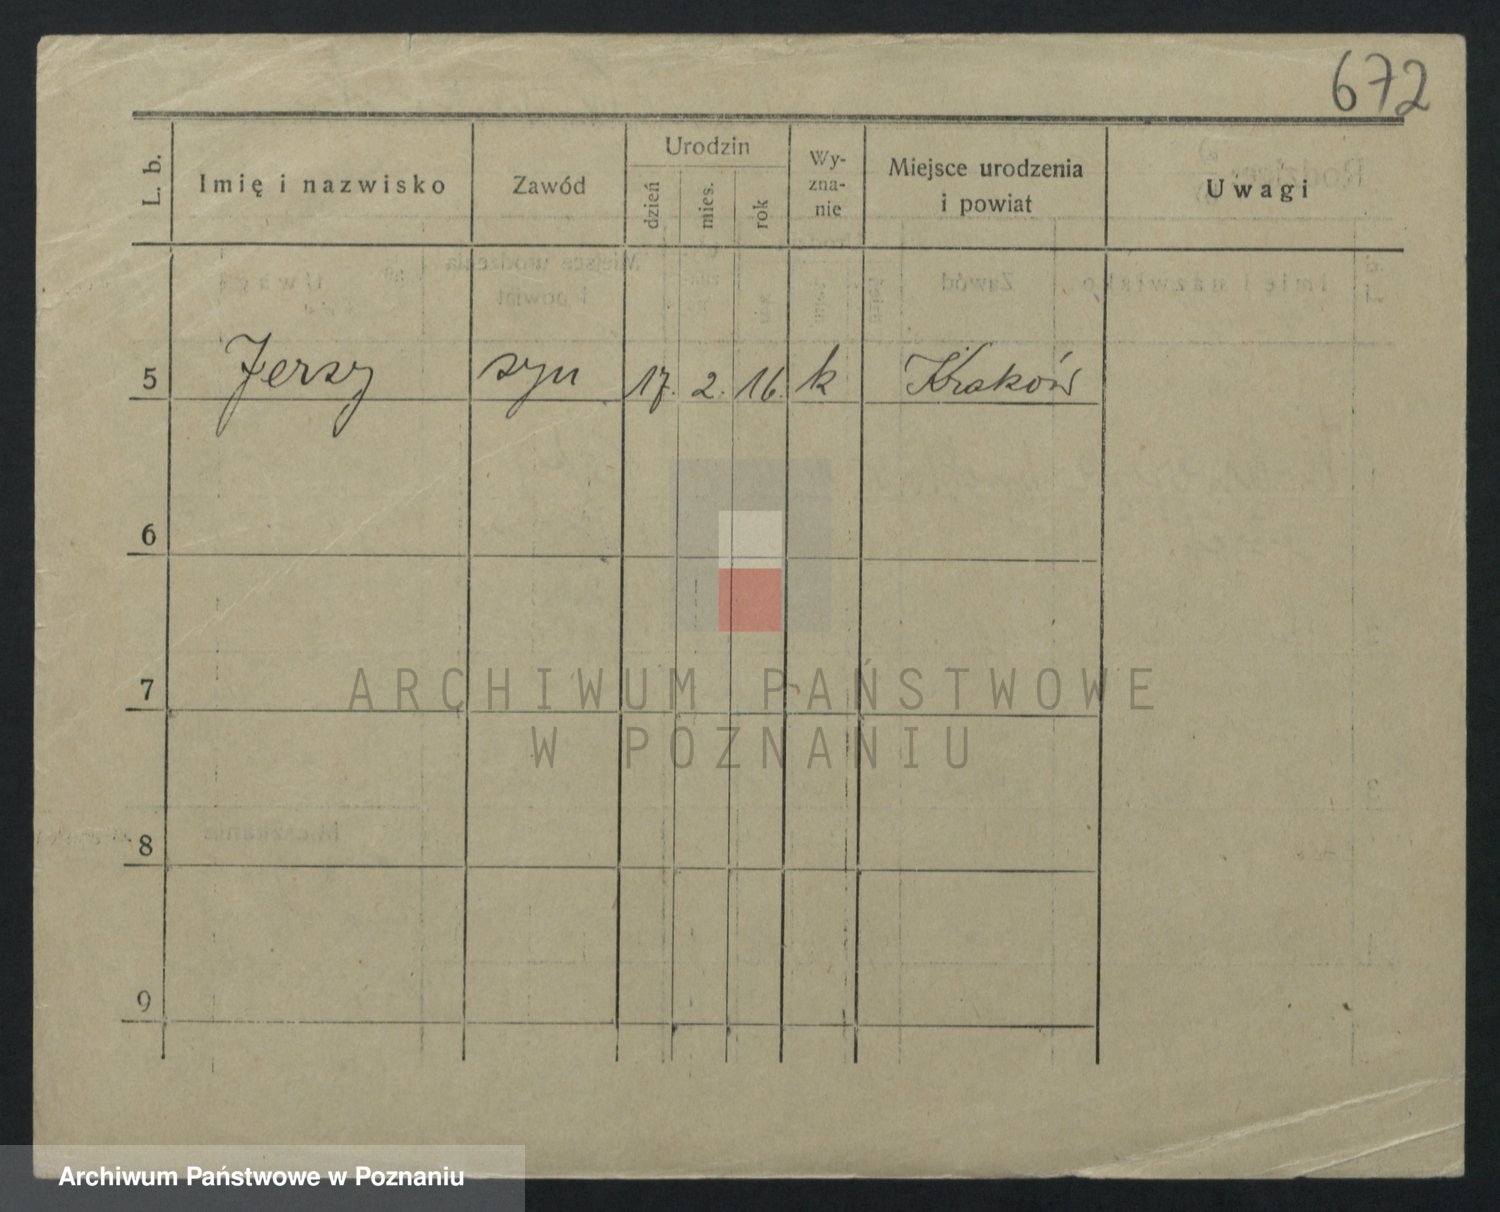 672
L. b. Imię i nazwisko Zawód Urodzin dzień mies. rok Wy-zna-nie Miejsce urodzenia i powiat Uwagi
5 Jerzy syn 17. 2. 16. k Kraków
6
7
ARCHIWUM PAŃSTWOWE
W POZNANIU
8
9
Archiwum Państwowe w Poznaniu